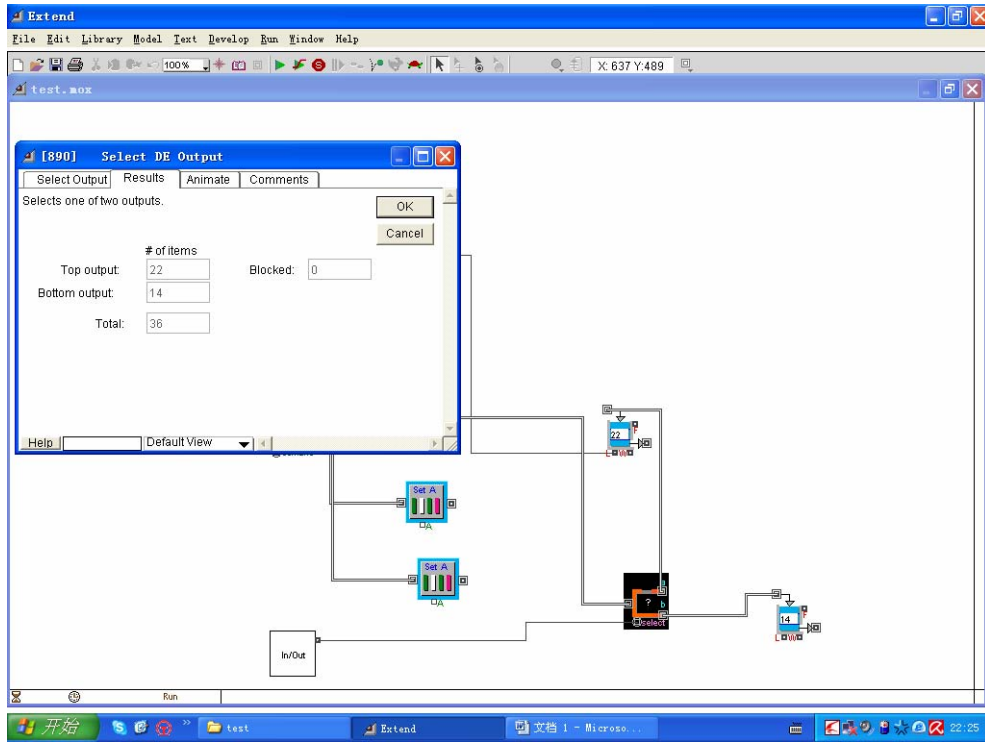 Extend
File Edit Library Model Text Develop Run Window Help
100% X: 637 Y:489
test.mox
[890] Select DE Output
Select Output Results Animate Comments
Selects one of two outputs.
OK
Cancel
# of items
Top output: 22 Blocked: 0
Bottom output: 14
Total: 36
Help Default View
22
F
L W
Set A
A
Set A
A
a
? b
select
14
F
L W
In/Out
Run
开始 test Extend 文档 1 - Microso... 22:25